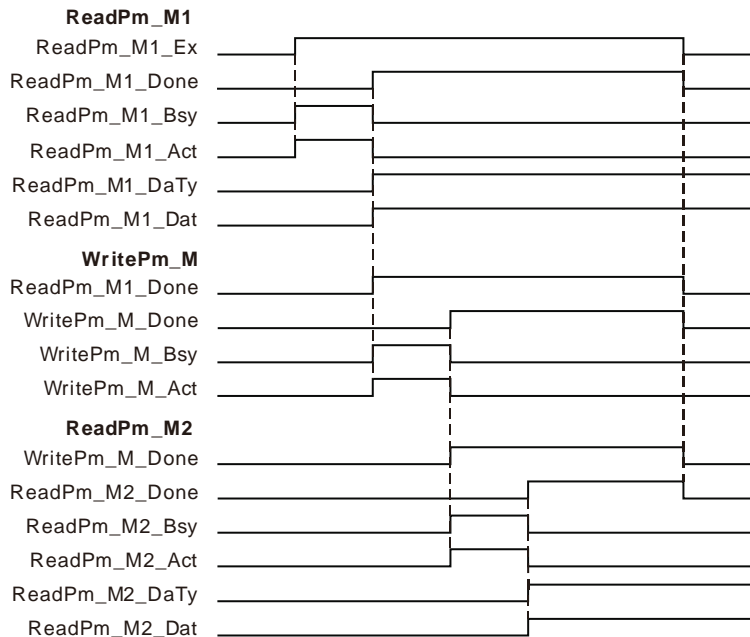 ReadPm_M1
ReadPm_M1_Ex
ReadPm_M1_Done
ReadPm_M1_Bsy
ReadPm_M1_Act
ReadPm_M1_DaTy
ReadPm_M1_Dat
WritePm_M
ReadPm_M1_Done
WritePm_M_Done
WritePm_M_Bsy
WritePm_M_Act
ReadPm_M2
WritePm_M_Done
ReadPm_M2_Done
ReadPm_M2_Bsy
ReadPm_M2_Act
ReadPm_M2_DaTy
ReadPm_M2_Dat